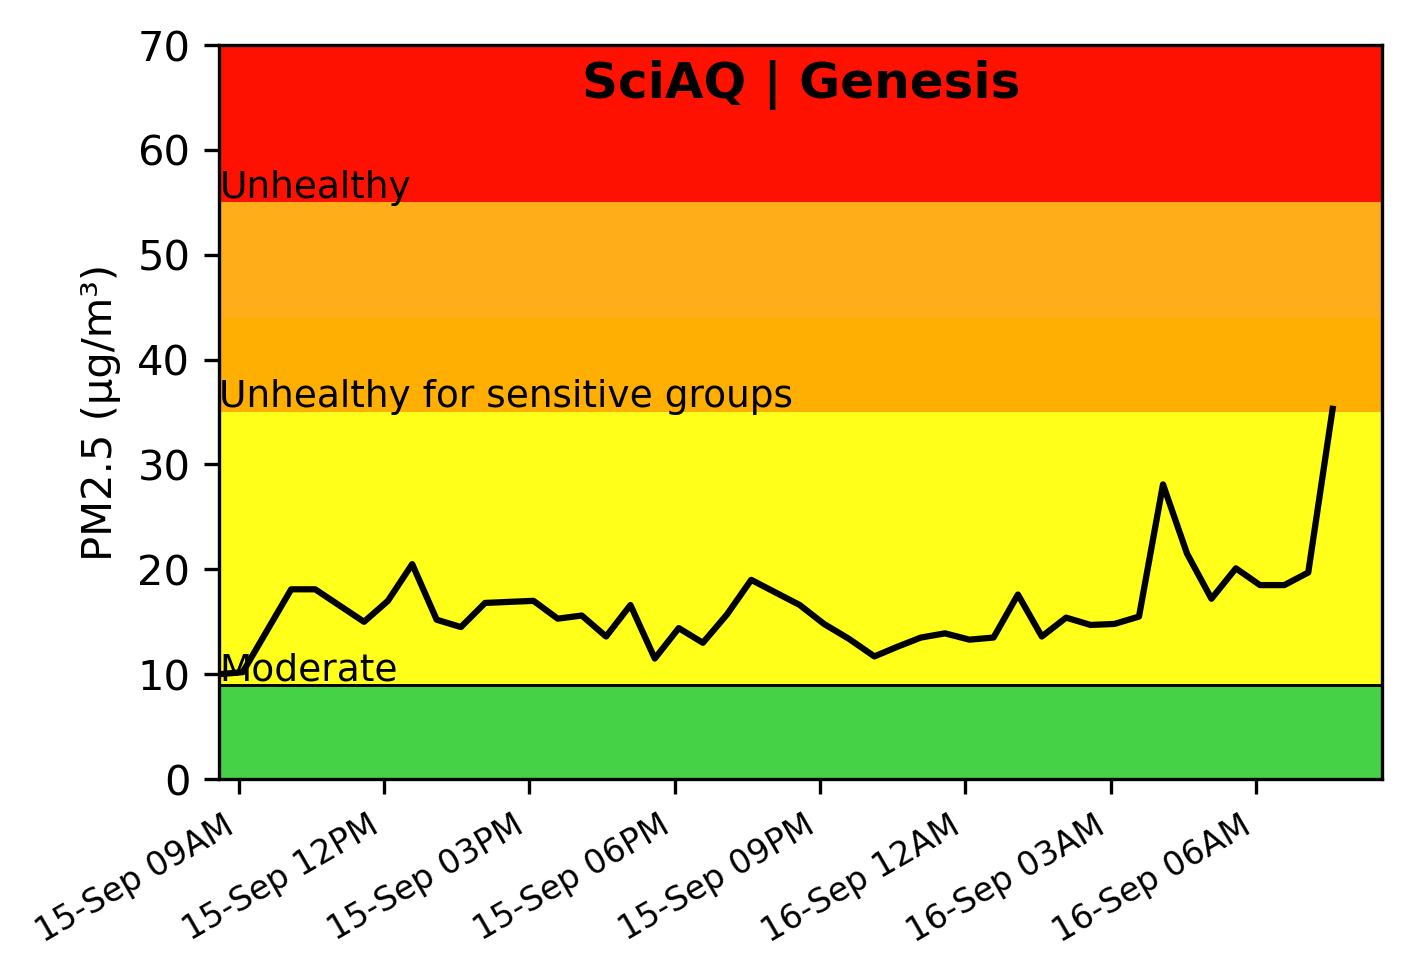 SciAQ | Genesis
70
60
50
40
30
20
10
0
PM2.5 (µg/m³)
Unhealthy
Unhealthy for sensitive groups
Moderate
15-Sep 09AM
15-Sep 12PM
15-Sep 03PM
15-Sep 06PM
15-Sep 09PM
16-Sep 12AM
16-Sep 03AM
16-Sep 06AM